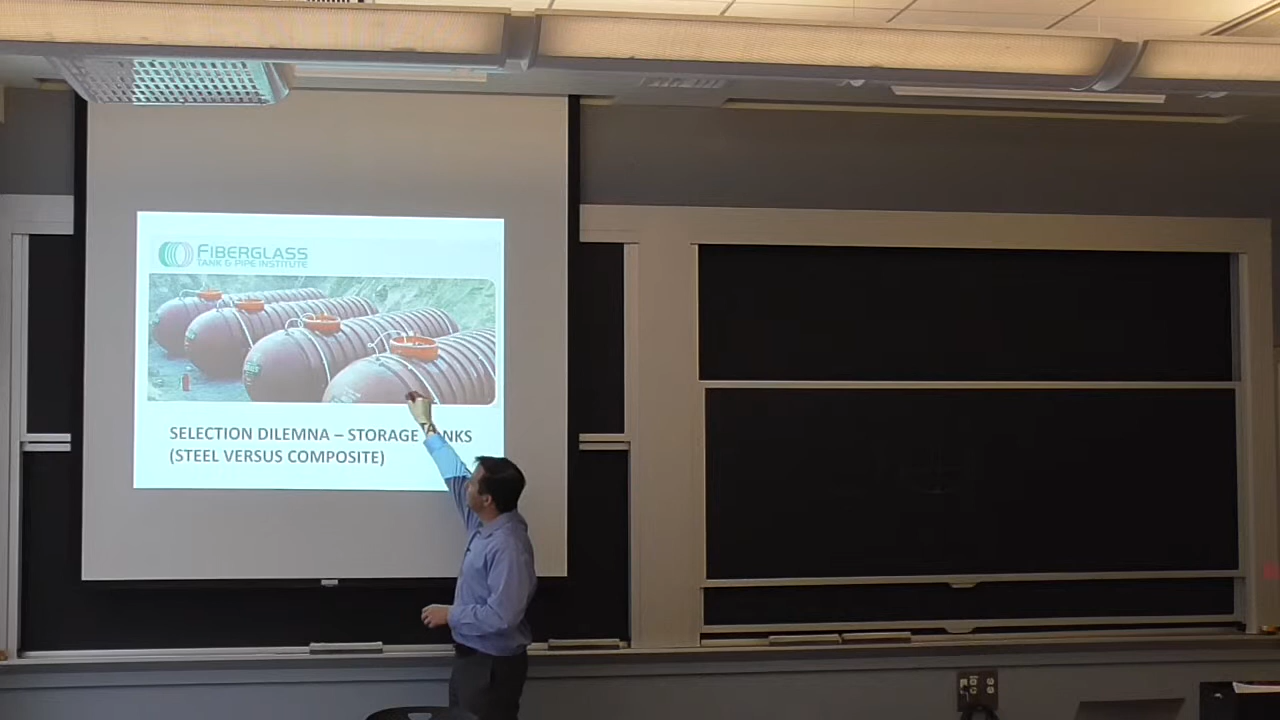 FIBERGLASS
TANK & PIPE INSTITUTE
SELECTION DILEMNA – STORAGE
(STEEL VERSUS COMPOSITE)